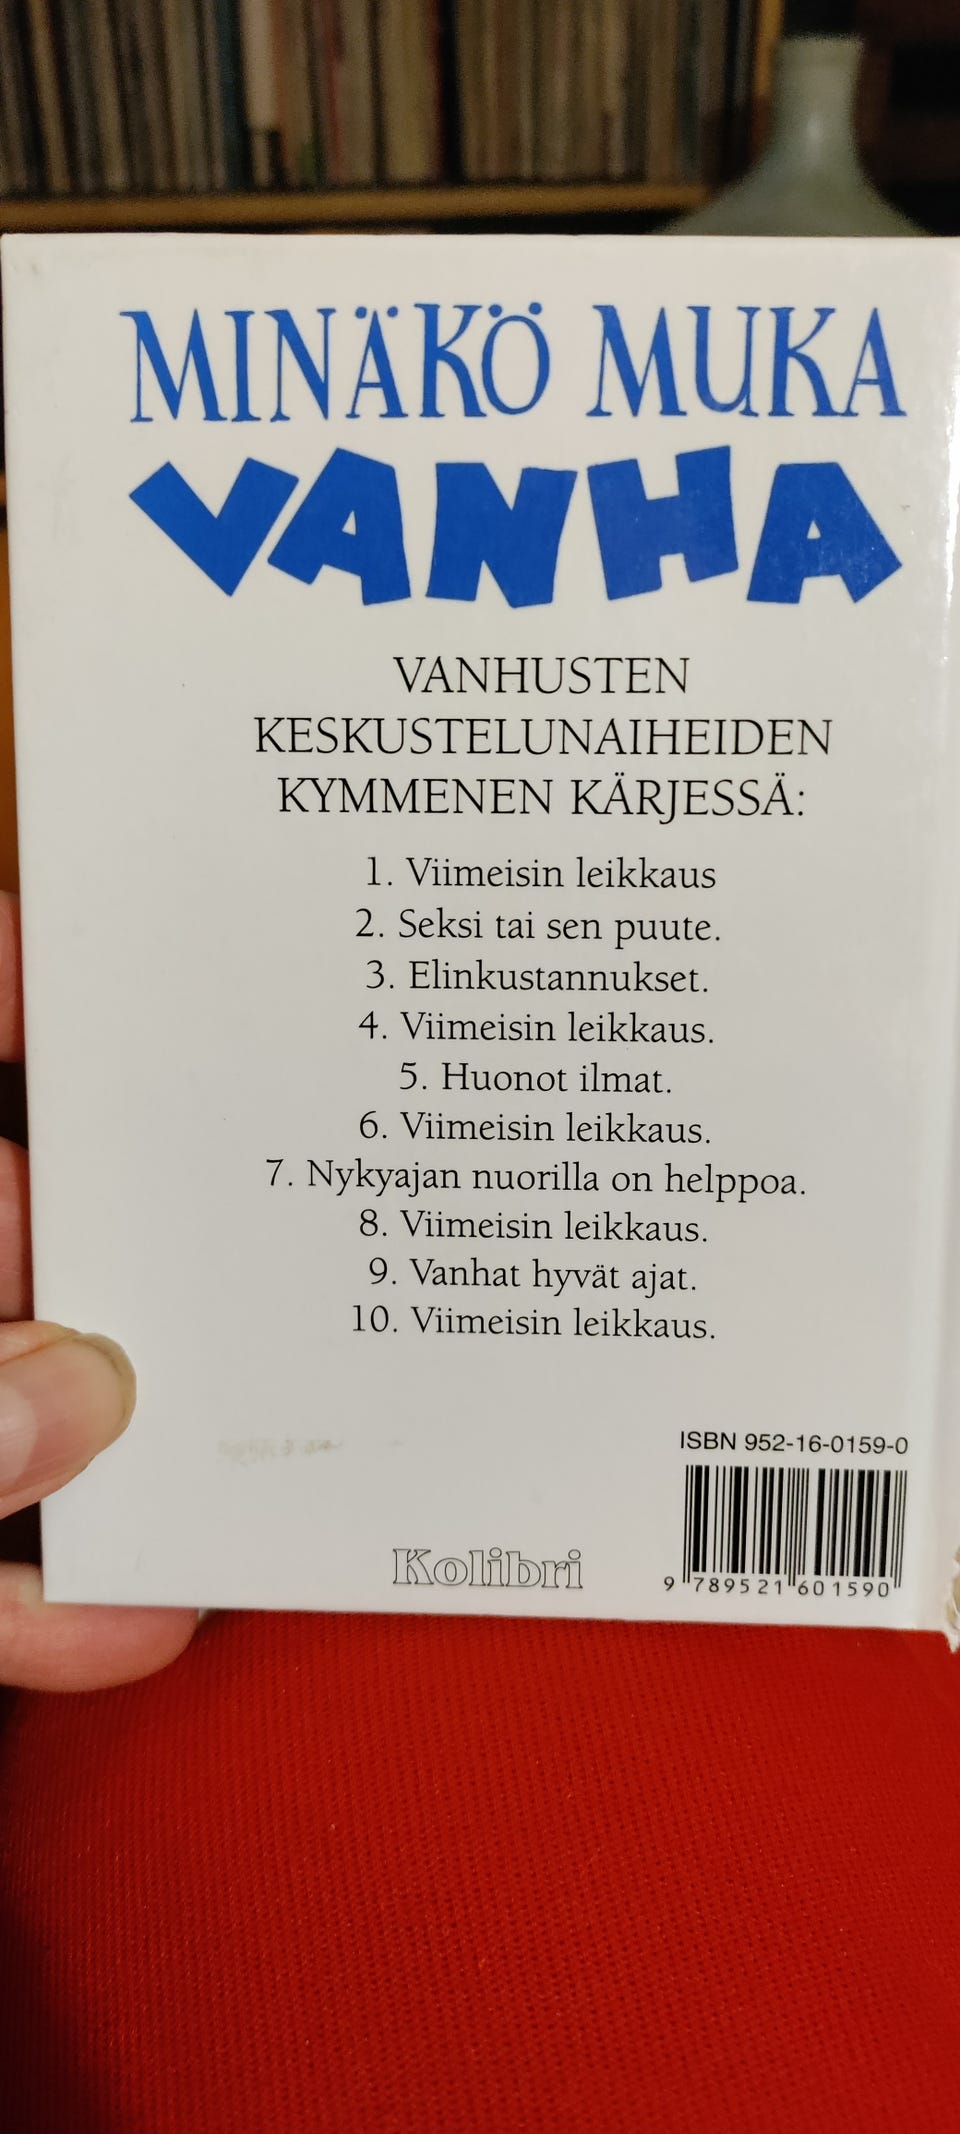 MINÄKÖ MUKA
VANHA
VANHUSTEN
KESKUSTELUNAIHEIDEN
KYMMENEN KÄRJESSÄ:
1. Viimeisin leikkaus
2. Seksi tai sen puute.
3. Elinkustannukset.
4. Viimeisin leikkaus.
5. Huonot ilmat.
6. Viimeisin leikkaus.
7. Nykyajan nuorilla on helppoa.
8. Viimeisin leikkaus.
9. Vanhat hyvät ajat.
10. Viimeisin leikkaus.
ISBN 952-16-0159-0
Kolibri
9 789521 601590